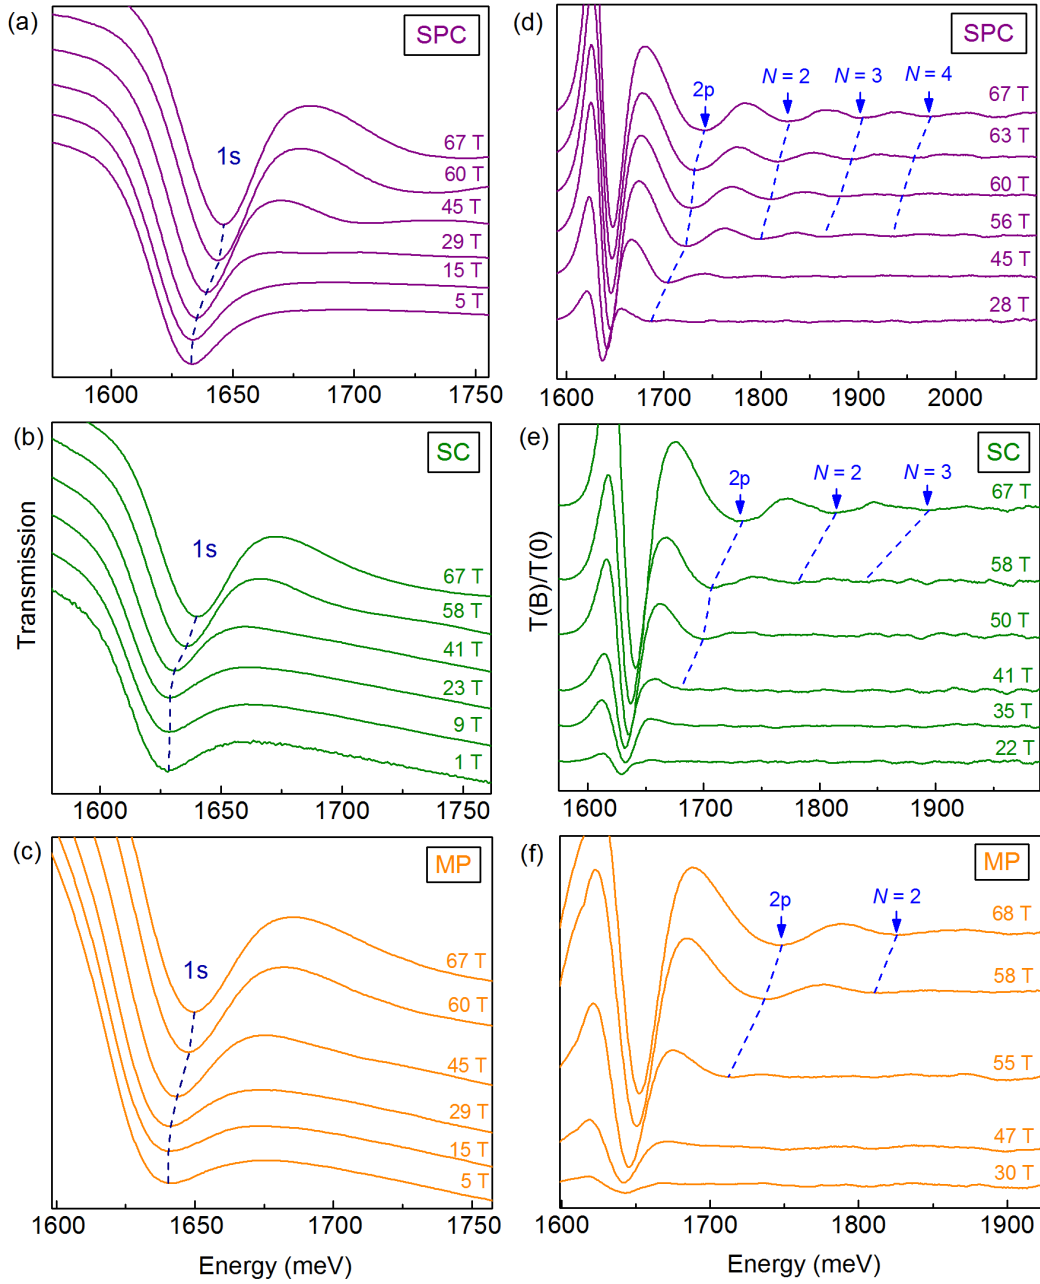 (a)
SPC
1s
67 T
60 T
45 T
29 T
15 T
5 T
1600 1650 1700 1750
(d)
SPC
2p
N = 2
N = 3
N = 4
67 T
63 T
60 T
56 T
45 T
28 T
1600 1700 1800 1900 2000
(b)
SC
1s
67 T
58 T
41 T
23 T
9 T
1 T
1600 1650 1700 1750
Transmission
(e)
SC
2p
N = 2
N = 3
67 T
58 T
50 T
41 T
35 T
22 T
1600 1700 1800 1900
T(B)/T(0)
(c)
MP
1s
67 T
60 T
45 T
29 T
15 T
5 T
1600 1650 1700 1750
Energy (meV)
(f)
MP
2p
N = 2
68 T
58 T
55 T
47 T
30 T
1600 1700 1800 1900
Energy (meV)